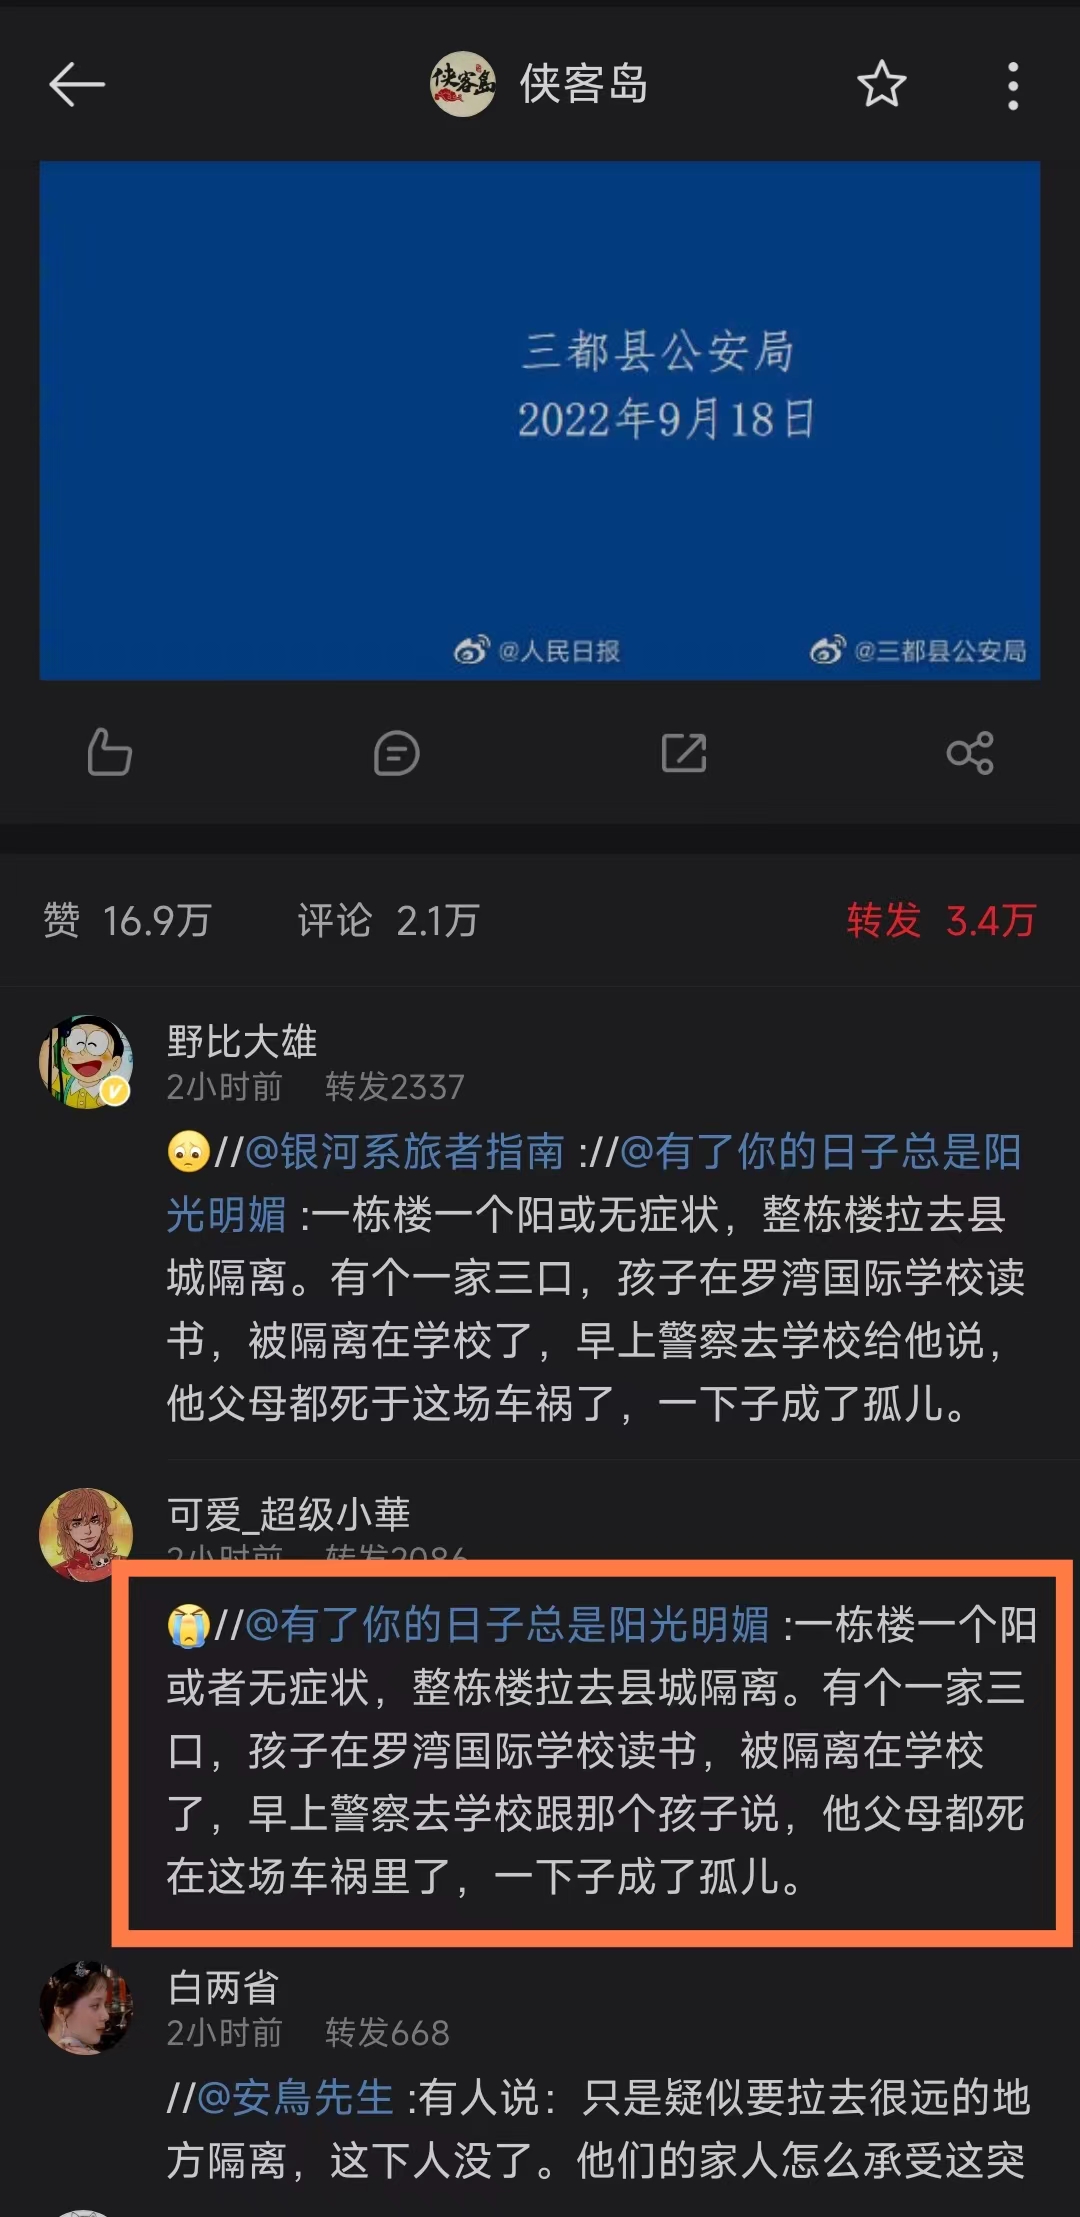 侠客岛
侠客岛
三都县公安局
2022年9月18日
@人民日报
@三都县公安局
赞 16.9万 评论 2.1万 转发 3.4万
野比大雄
2小时前 转发2337
//@银河系旅者指南 ://@有了你的日子总是阳
光明媚 :一栋楼一个阳或无症状，整栋楼拉去县
城隔离。有个一家三口，孩子在罗湾国际学校读
书，被隔离在学校了，早上警察去学校给他说，
他父母都死于这场车祸了，一下子成了孤儿。
可爱_超级小華
2小时前 转发2086
//@有了你的日子总是阳光明媚 :一栋楼一个阳
或者无症状，整栋楼拉去县城隔离。有个一家三
口，孩子在罗湾国际学校读书，被隔离在学校
了，早上警察去学校跟那个孩子说，他父母都死
在这场车祸里了，一下子成了孤儿。
白两省
2小时前 转发668
//@安鳥先生 :有人说：只是疑似要拉去很远的地
方隔离，这下人没了。他们的家人怎么承受这突